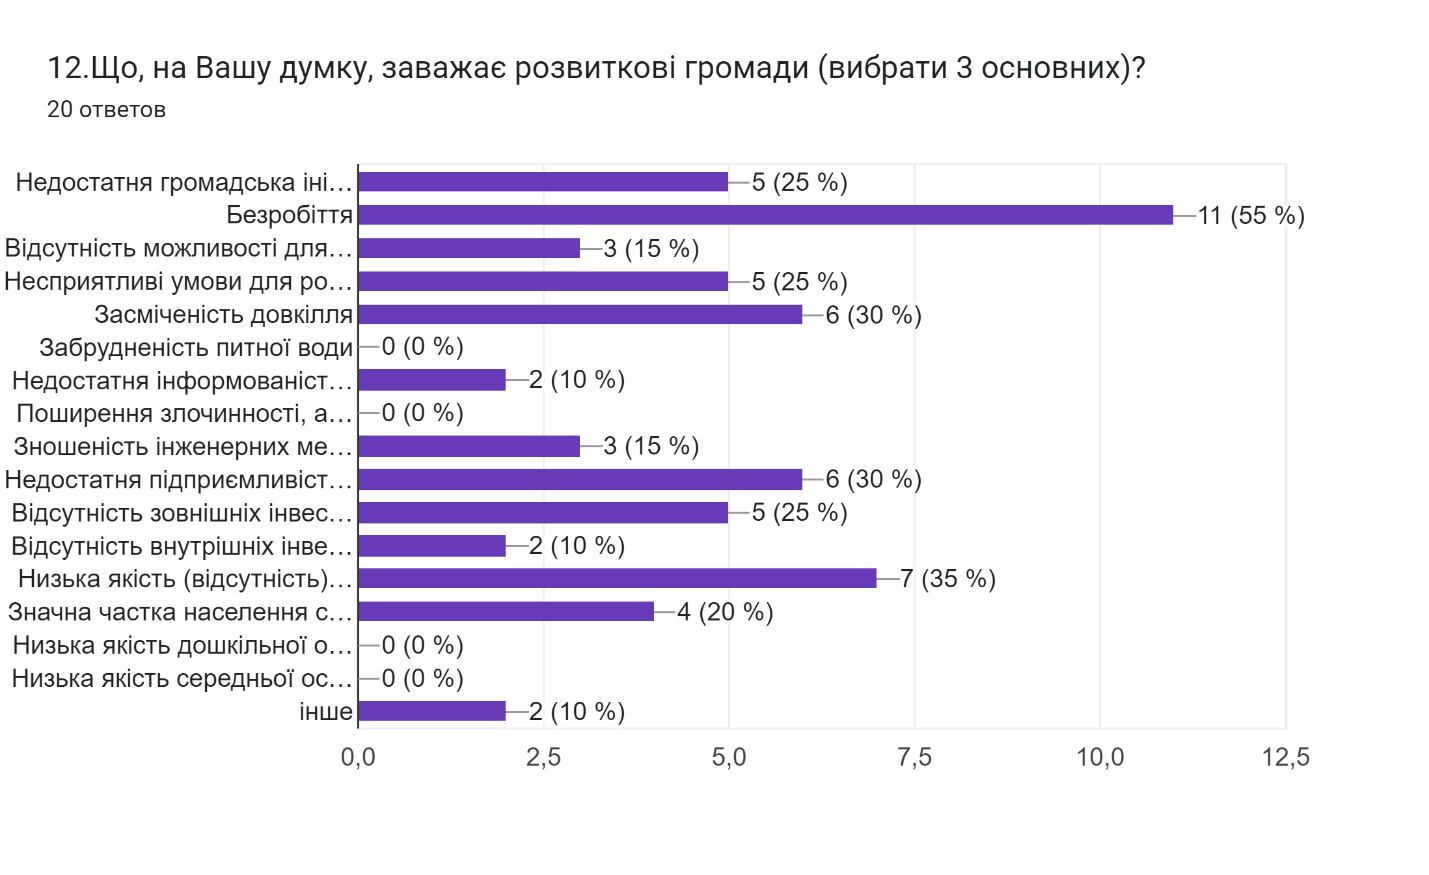 12.Що, на Вашу думку, заважає розвиткові громади (вибрати 3 основних)?
20 ответов
Недостатня громадська іні… 5 (25 %)
Безробіття 11 (55 %)
Відсутність можливості для… 3 (15 %)
Несприятливі умови для ро… 5 (25 %)
Засміченість довкілля 6 (30 %)
Забрудненість питної води 0 (0 %)
Недостатня інформованіст… 2 (10 %)
Поширення злочинності, а… 0 (0 %)
Зношеність інженерних ме… 3 (15 %)
Недостатня підприємливіст… 6 (30 %)
Відсутність зовнішніх інвес… 5 (25 %)
Відсутність внутрішніх інве… 2 (10 %)
Низька якість (відсутність)… 7 (35 %)
Значна частка населення с… 4 (20 %)
Низька якість дошкільної о… 0 (0 %)
Низька якість середньої ос… 0 (0 %)
інше 2 (10 %)
0,0 2,5 5,0 7,5 10,0 12,5